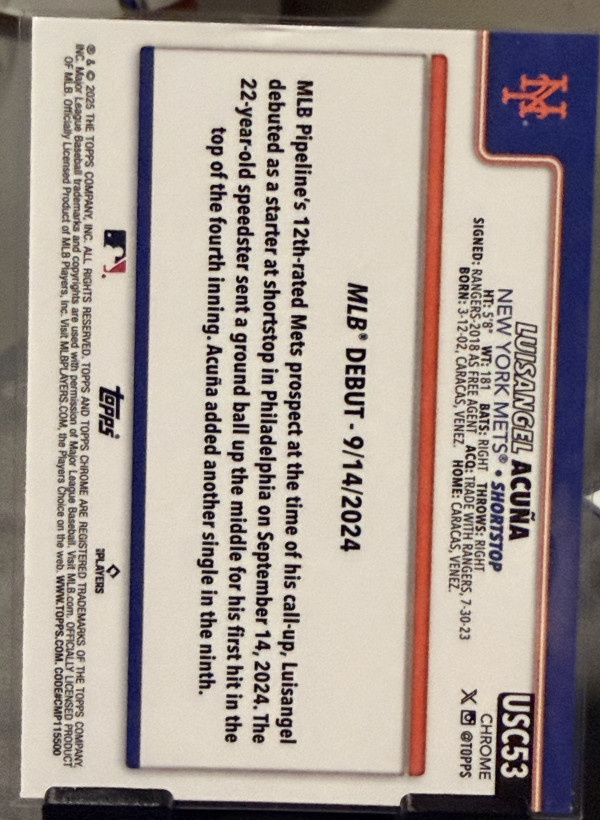 NY
USC53
CHROME
X @TOPPS
LUISANGEL ACUÑA
NEW YORK METS® • SHORTSTOP
HT: 5'8" WT: 181 BATS: RIGHT THROWS: RIGHT
SIGNED: RANGERS-2018 AS FREE AGENT ACQ: TRADE WITH RANGERS, 7-30-23
BORN: 3-12-02, CARACAS, VENEZ. HOME: CARACAS, VENEZ.
MLB® DEBUT - 9/14/2024
MLB Pipeline's 12th-rated Mets prospect at the time of his call-up, Luisangel
debuted as a starter at shortstop in Philadelphia on September 14, 2024. The
22-year-old speedster sent a ground ball up the middle for his first hit in the
top of the fourth inning. Acuña added another single in the ninth.
topps
PLAYERS
® & © 2025 THE TOPPS COMPANY, INC. ALL RIGHTS RESERVED. TOPPS AND TOPPS CHROME ARE REGISTERED TRADEMARKS OF THE TOPPS COMPANY,
INC. Major League Baseball trademarks and copyrights are used with permission of Major League Baseball. Visit MLB.com. OFFICIALLY LICENSED PRODUCT
OF MLB. Officially Licensed Product of MLB Players, Inc. Visit MLBPLAYERS.COM, the Players Choice on the web. WWW.TOPPS.COM. CODE#CMP115500